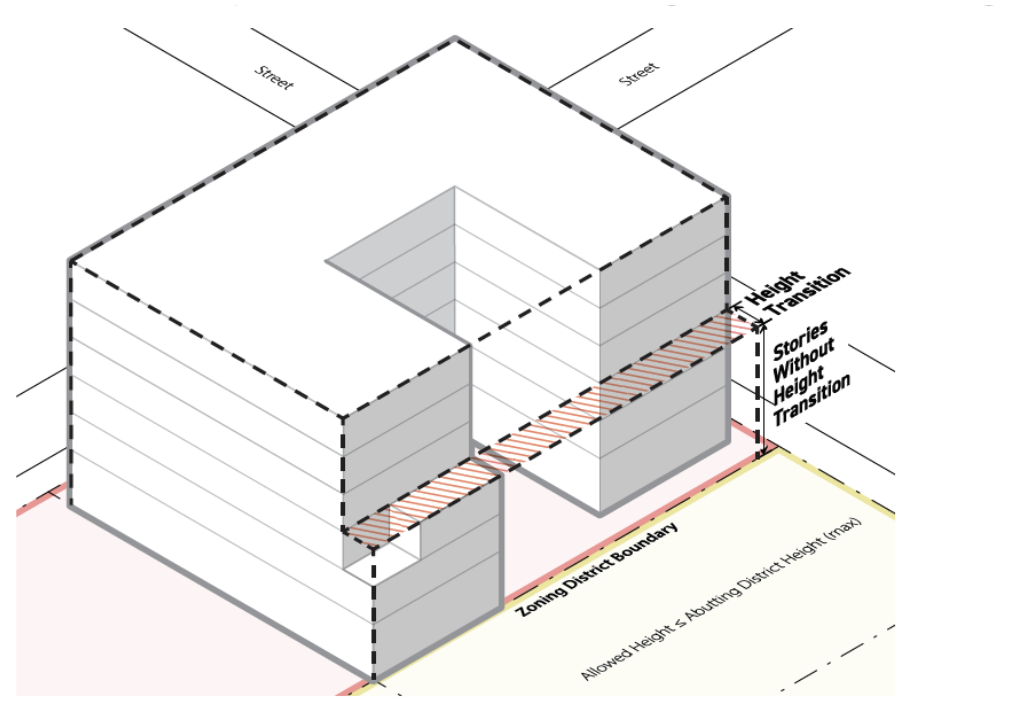 Street
Street
Height
Transition
Stories
Without
Height
Transition
Zoning District Boundary
Allowed Height ≤ Abutting District Height (max)